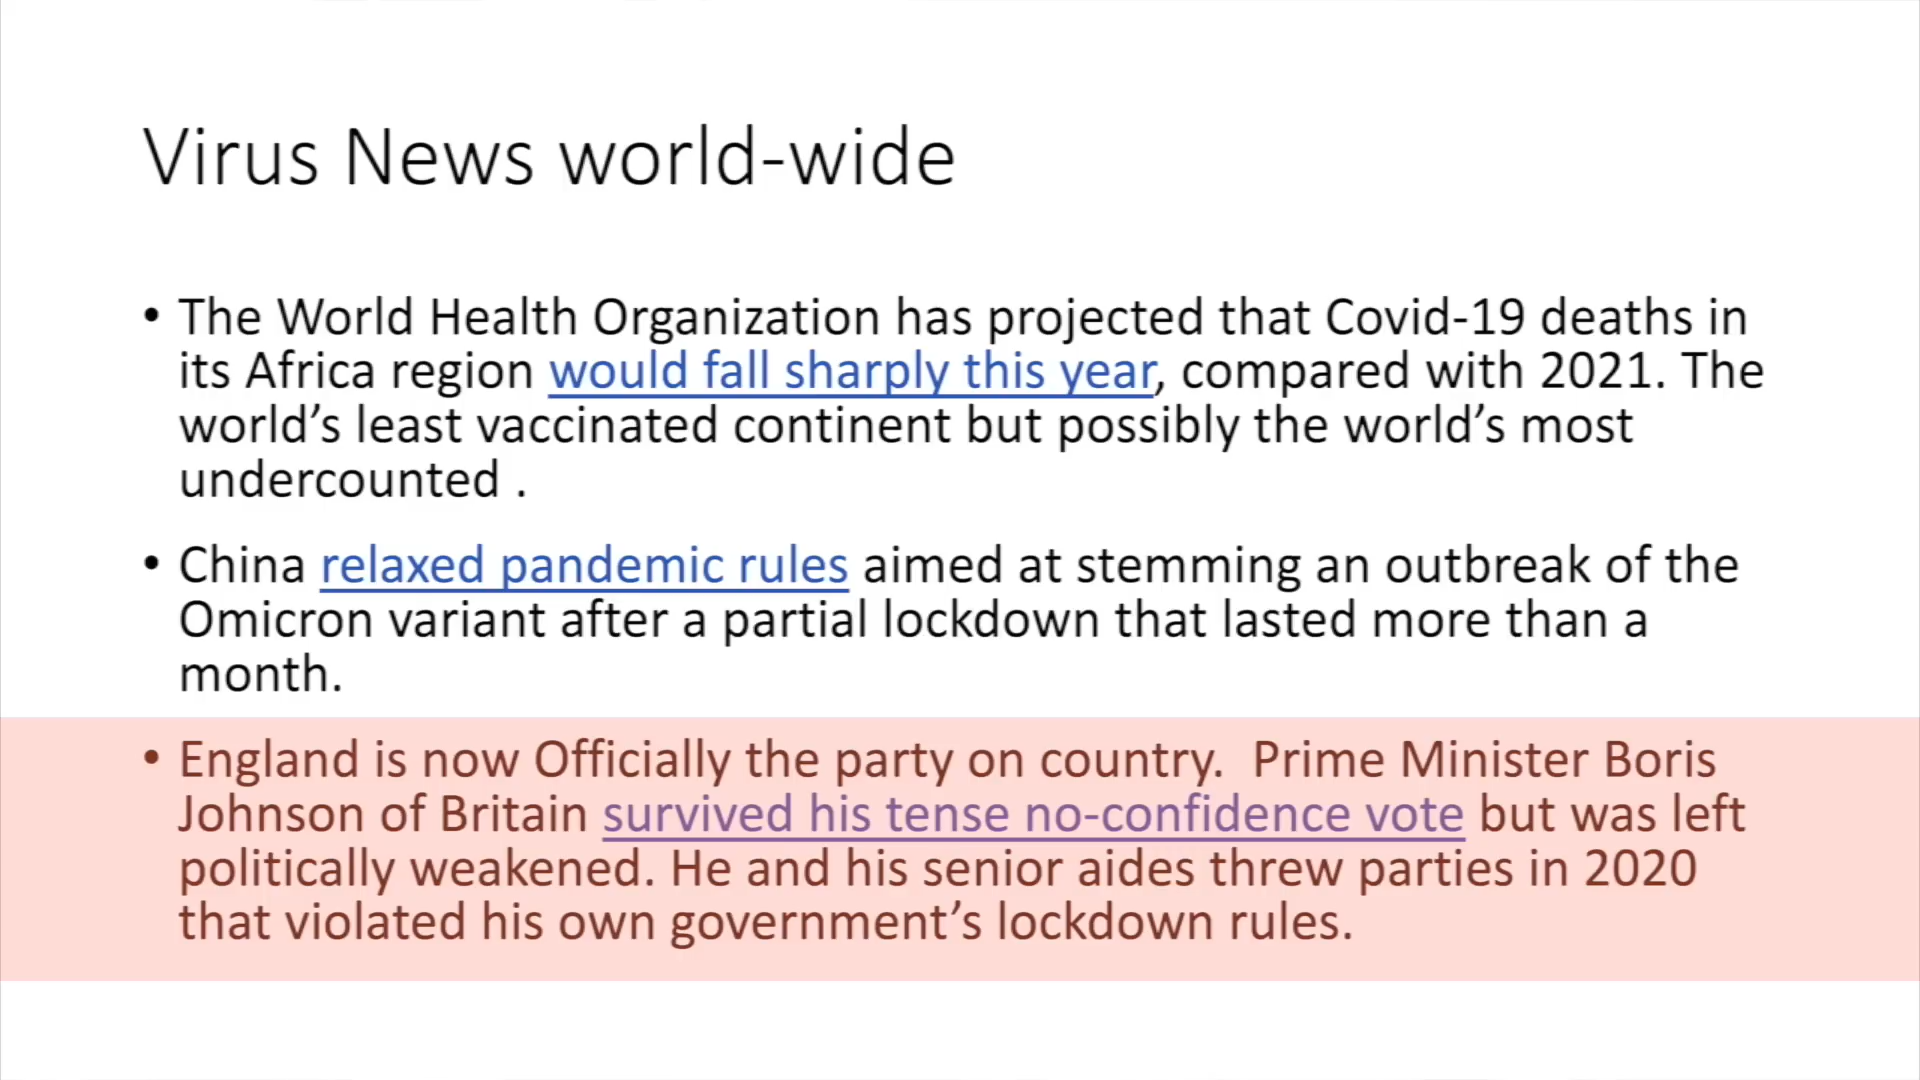 Virus News world-wide
• The World Health Organization has projected that Covid-19 deaths in
its Africa region would fall sharply this year, compared with 2021. The
world’s least vaccinated continent but possibly the world’s most
undercounted .
• China relaxed pandemic rules aimed at stemming an outbreak of the
Omicron variant after a partial lockdown that lasted more than a
month.
• England is now Officially the party on country.  Prime Minister Boris
Johnson of Britain survived his tense no-confidence vote but was left
politically weakened. He and his senior aides threw parties in 2020
that violated his own government’s lockdown rules.